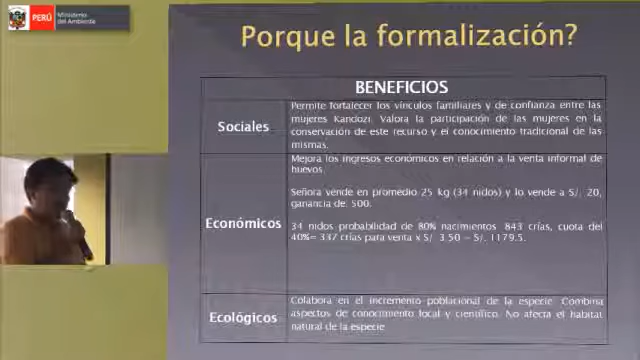 PERÚ
Ministerio
del Ambiente
Porque la formalización?
BENEFICIOS
Sociales
Permite fortalecer los vínculos familiares y de confianza entre las
mujeres Kandozi. Valora la participación de las mujeres en la
conservación de este recurso y el conocimiento tradicional de las
mismas.
Económicos
Mejora los ingresos económicos en relación a la venta informal de
huevos.
Señora vende en promedio 25 kg (34 nidos) y lo vende a S/. 20,
ganancia de: 500.
34 nidos probabilidad de 80% nacimientos 843 crías, cuota del
40%= 337 crías para venta x S/. 3.50 = S/. 1179.5.
Ecológicos
Colabora en el incremento poblacional de la especie. Combina
aspectos de conocimiento local y científico. No afecta el hábitat
natural de la especie